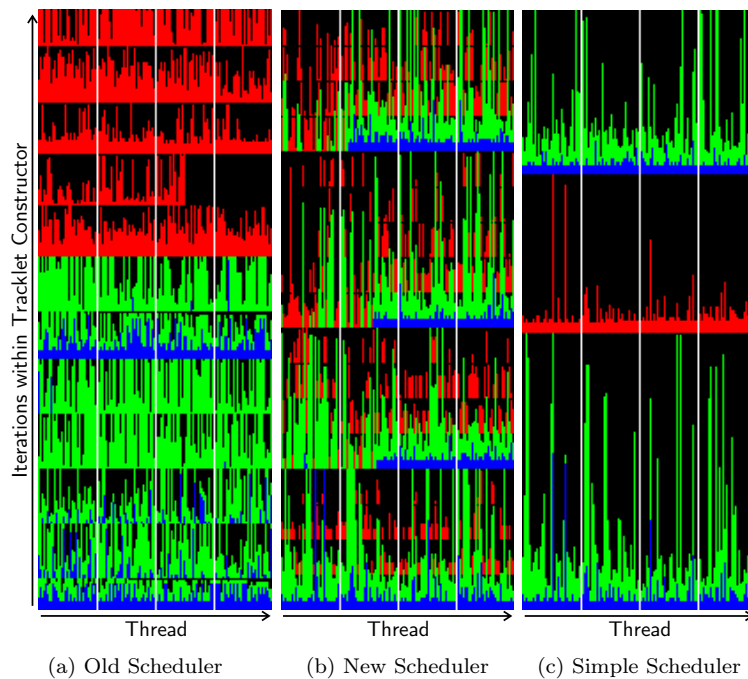 Iterations within Tracklet Constructor
Thread
Thread
Thread
(a) Old Scheduler
(b) New Scheduler
(c) Simple Scheduler